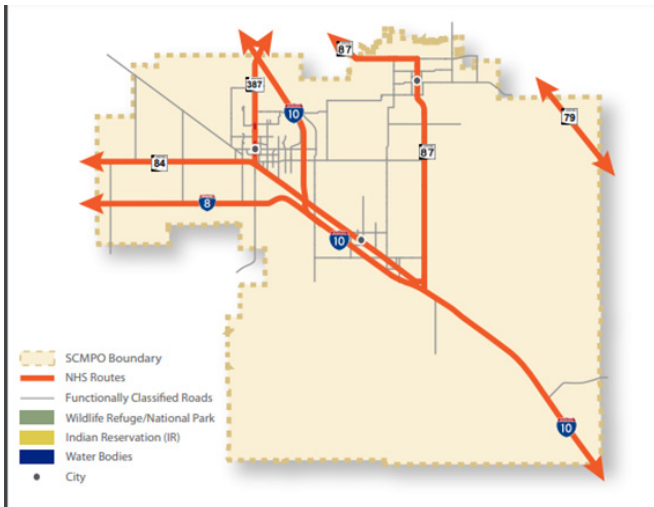 87
387
10
79
87
84
8
10
10
SCMPO Boundary
NHS Routes
Functionally Classified Roads
Wildlife Refuge/National Park
Indian Reservation (IR)
Water Bodies
City